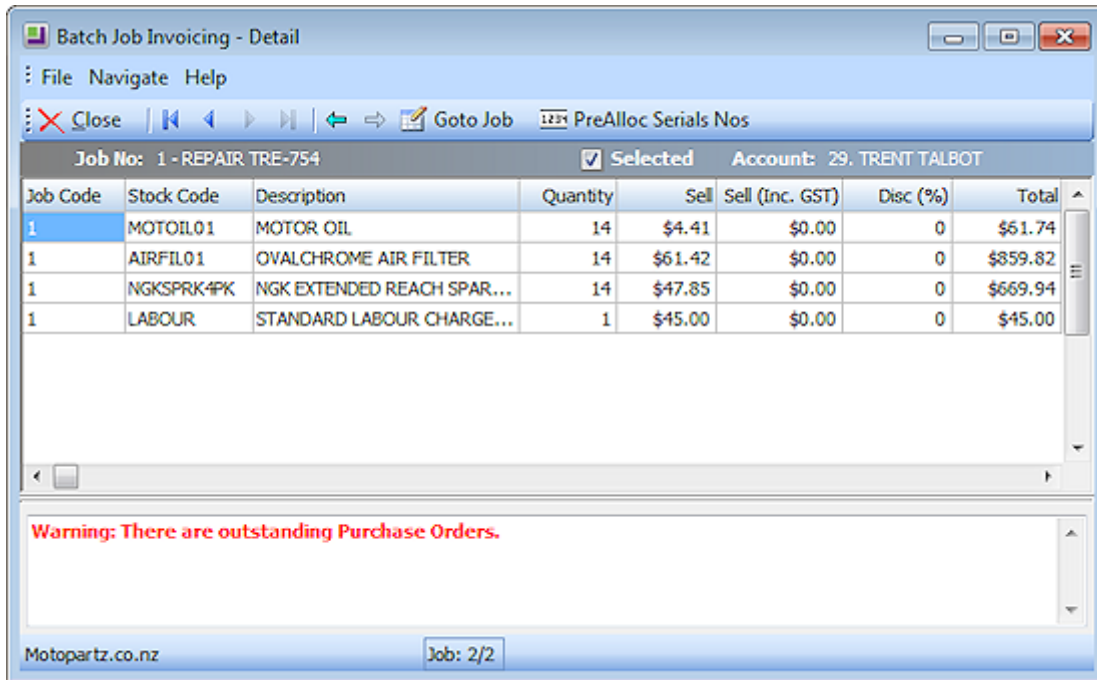 Batch Job Invoicing - Detail
File Navigate Help
Close Goto Job 1234 PreAlloc Serials Nos
Job No: 1 - REPAIR TRE-754 Selected Account: 29. TRENT TALBOT
Job Code Stock Code Description Quantity Sell Sell (Inc. GST) Disc (%) Total
1 MOTOIL01 MOTOR OIL 14 $4.41 $0.00 0 $61.74
1 AIRFIL01 OVALCHROME AIR FILTER 14 $61.42 $0.00 0 $859.82
1 NGKSPRK4PK NGK EXTENDED REACH SPAR... 14 $47.85 $0.00 0 $669.94
1 LABOUR STANDARD LABOUR CHARGE... 1 $45.00 $0.00 0 $45.00
Warning: There are outstanding Purchase Orders.
Motopartz.co.nz Job: 2/2